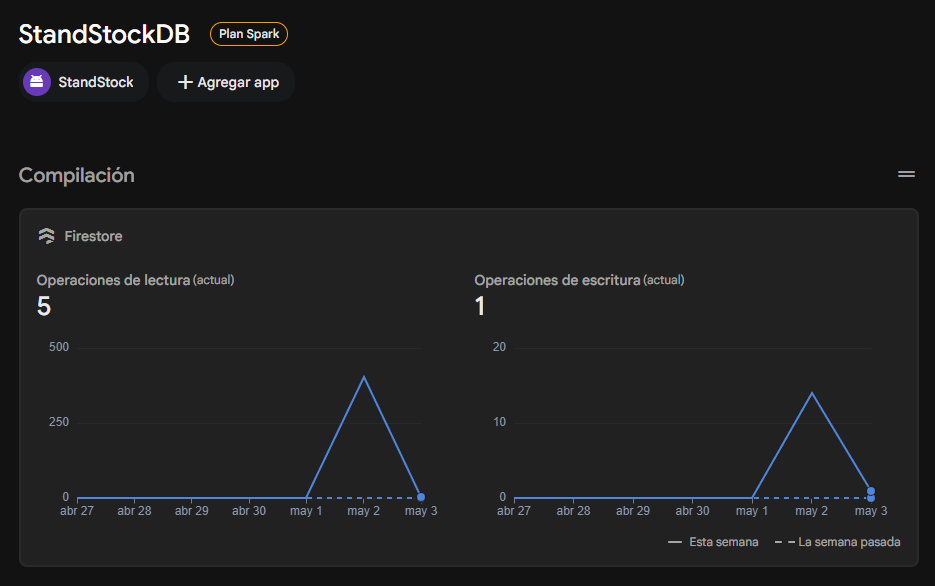 StandStockDB Plan Spark
StandStock + Agregar app
Compilación
Firestore
Operaciones de lectura (actual)
5
500
250
0
abr 27 abr 28 abr 29 abr 30 may 1 may 2 may 3
Operaciones de escritura (actual)
1
20
10
0
abr 27 abr 28 abr 29 abr 30 may 1 may 2 may 3
Esta semana La semana pasada